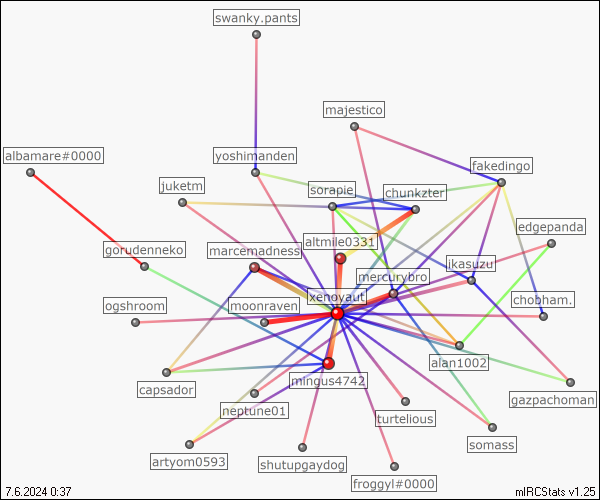 swanky.pants
majestico
albamare#0000
yoshimanden
fakedingo
juketm
sorapie
chunkzter
edgepanda
gorudenneko
marcemadness
altmile0331
mercurybro
jkasuzu
ogshroom
moonraven
xenoyaut
chobham.
capsador
mingus4742
alan1002
neptune01
turtelious
gazpachoman
artyom0593
shutupgaydog
somass
froggyl#0000
7.6.2024 0:37
mIRCStats v1.25